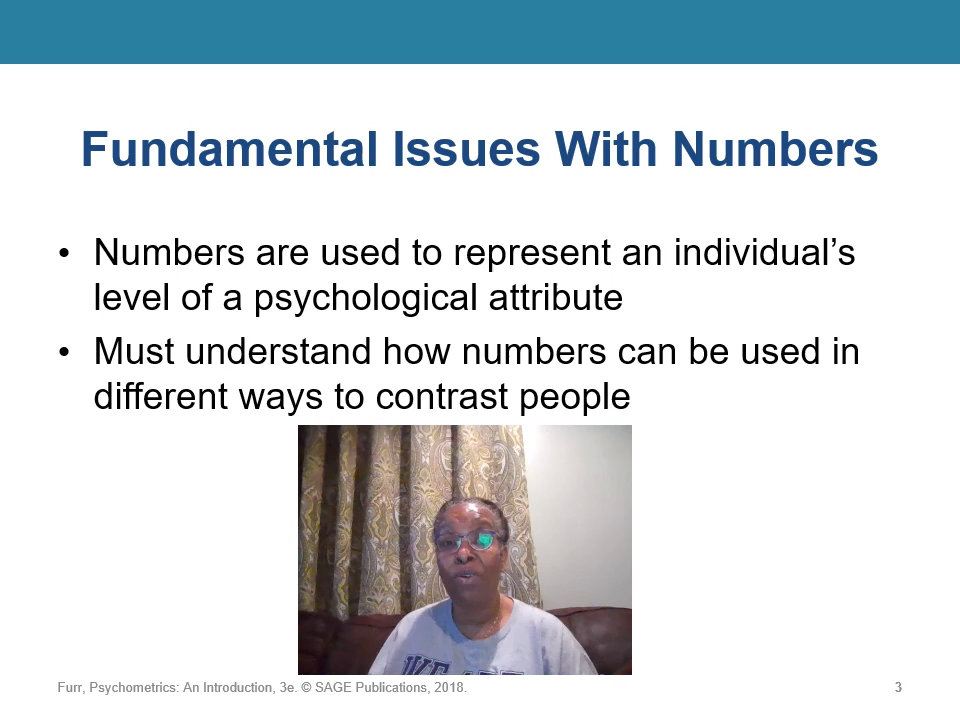 Fundamental Issues With Numbers
• Numbers are used to represent an individual’s
level of a psychological attribute
• Must understand how numbers can be used in
different ways to contrast people
Furr, Psychometrics: An Introduction, 3e. © SAGE Publications, 2018.
3